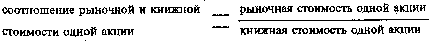 соотношение рыночной и книжной
стоимости одной акции
=
рыночная стоимость одной акции
книжная стоимость одной акции